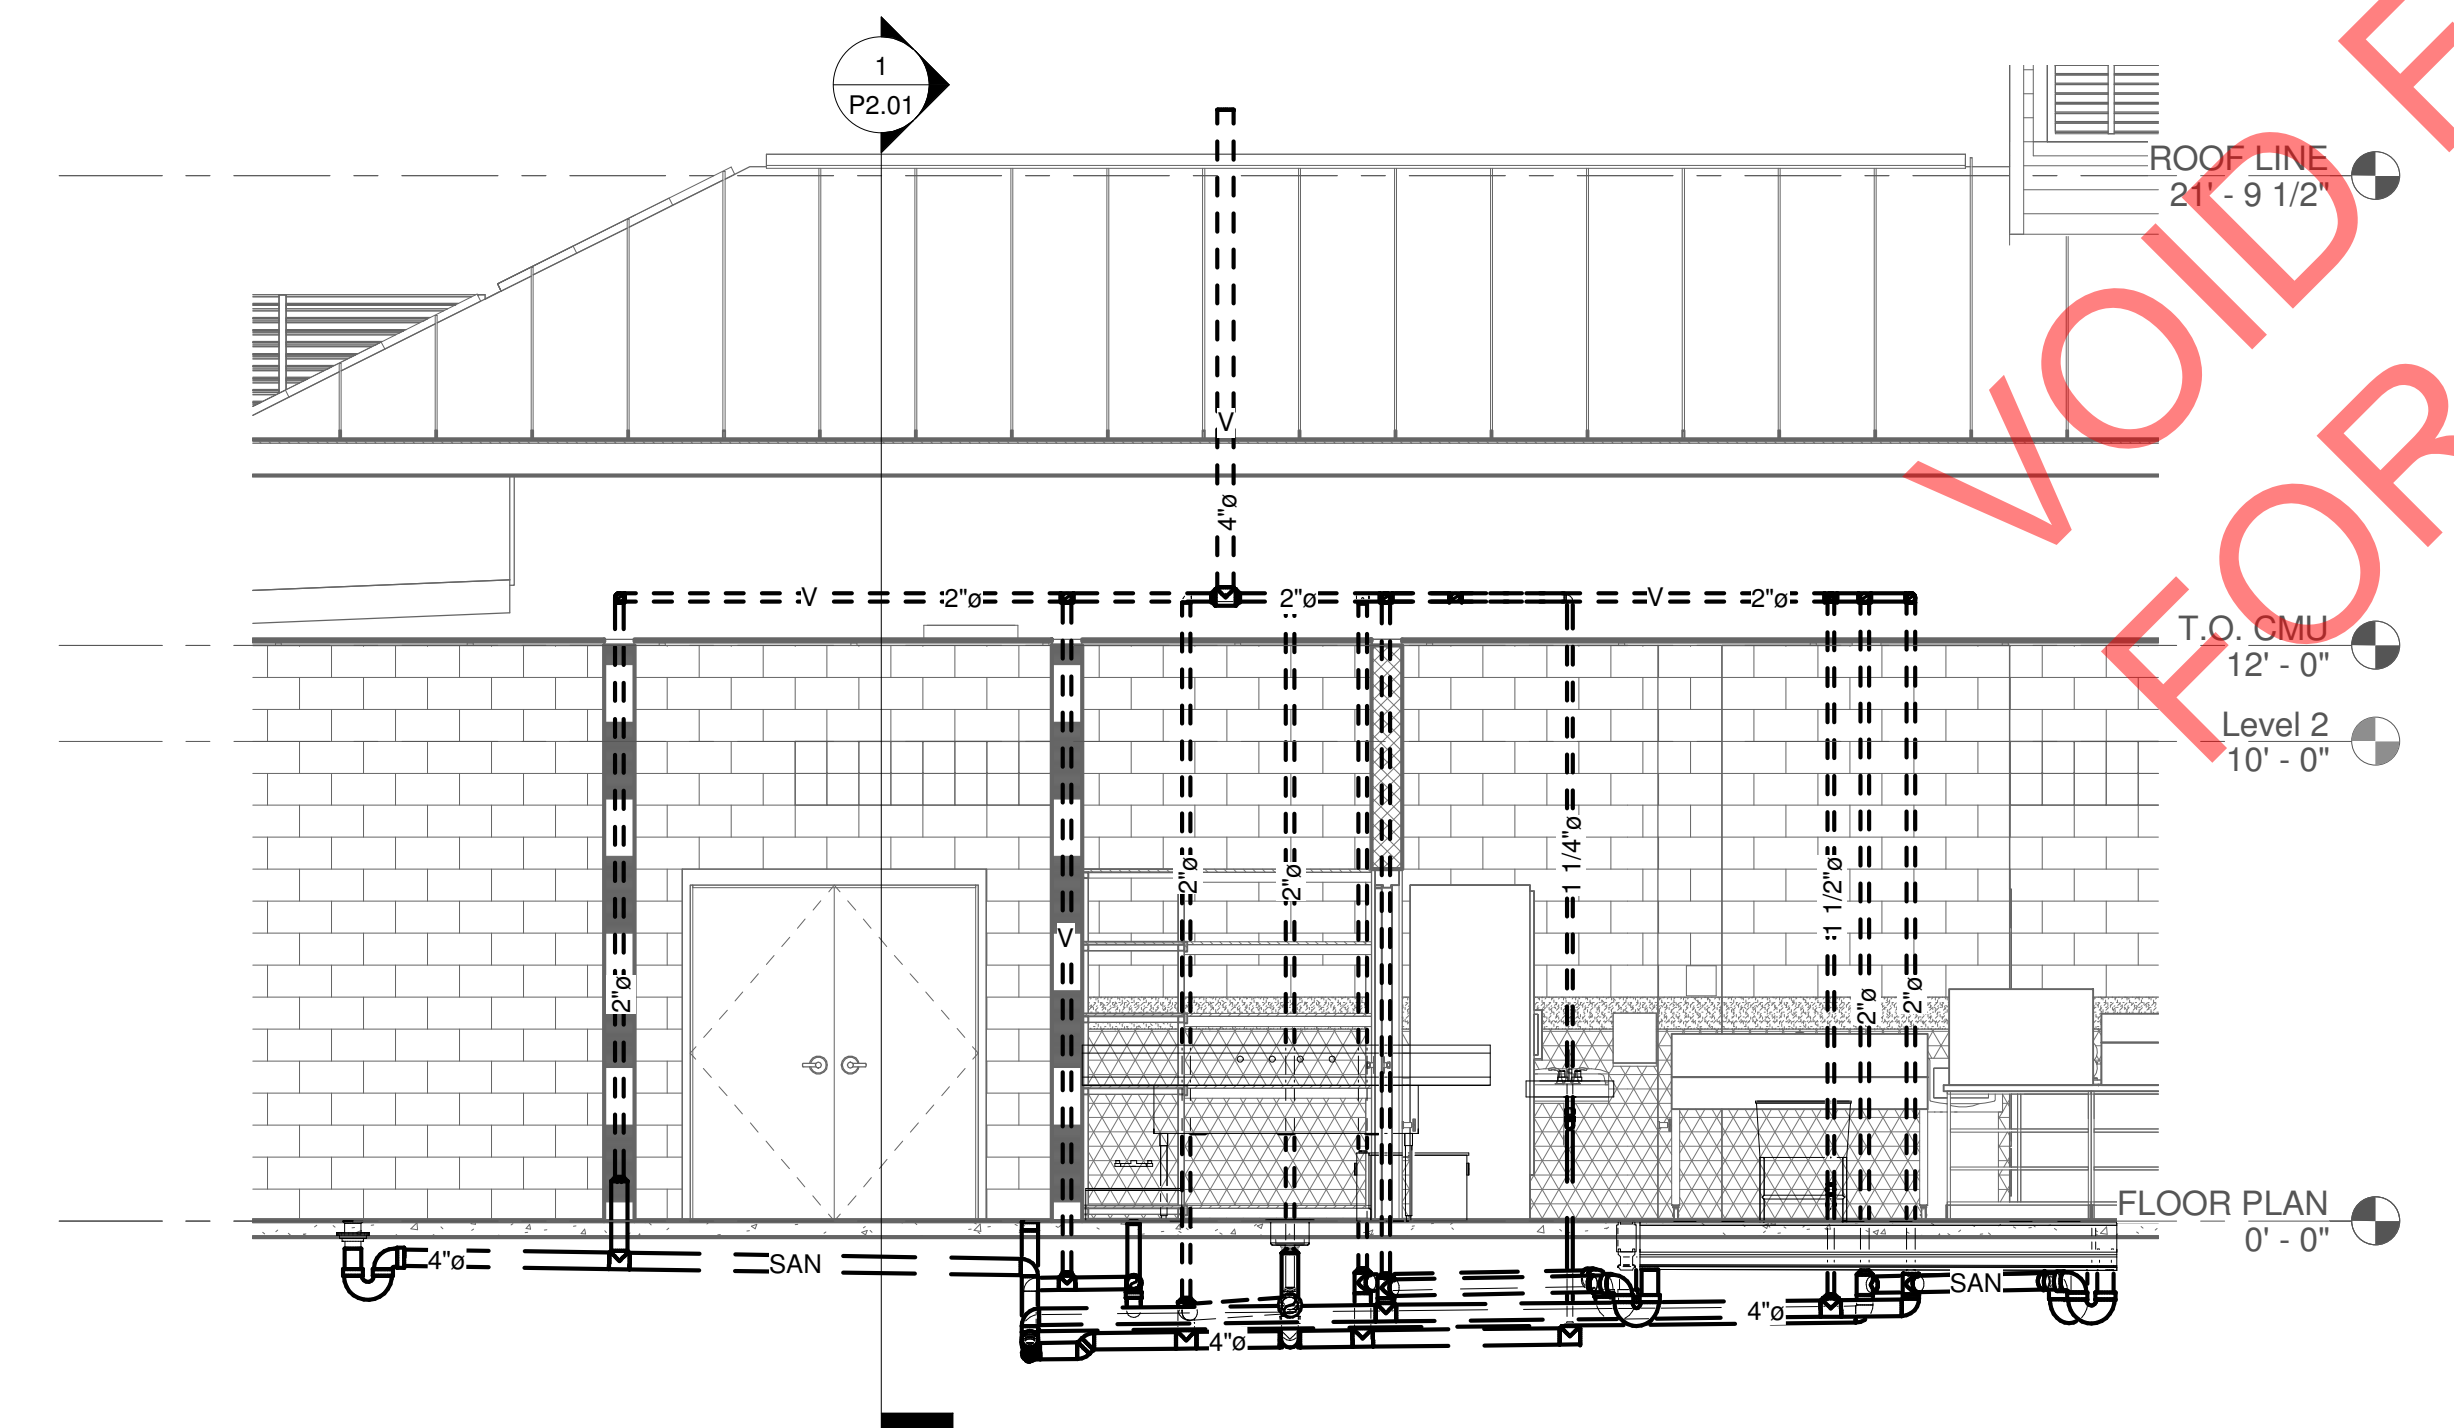 1
P2.01
ROOF LINE
21' - 9 1/2"
V
4"ø
V
2"ø
2"ø
V
2"ø
T.O. CMU
12' - 0"
Level 2
10' - 0"
2"ø
V
2"ø
2"ø
1 1/4"ø
1 1/2"ø
2"ø
2"ø
FLOOR PLAN
0' - 0"
4"ø
SAN
4"ø
4"ø
SAN
VOID
FOR